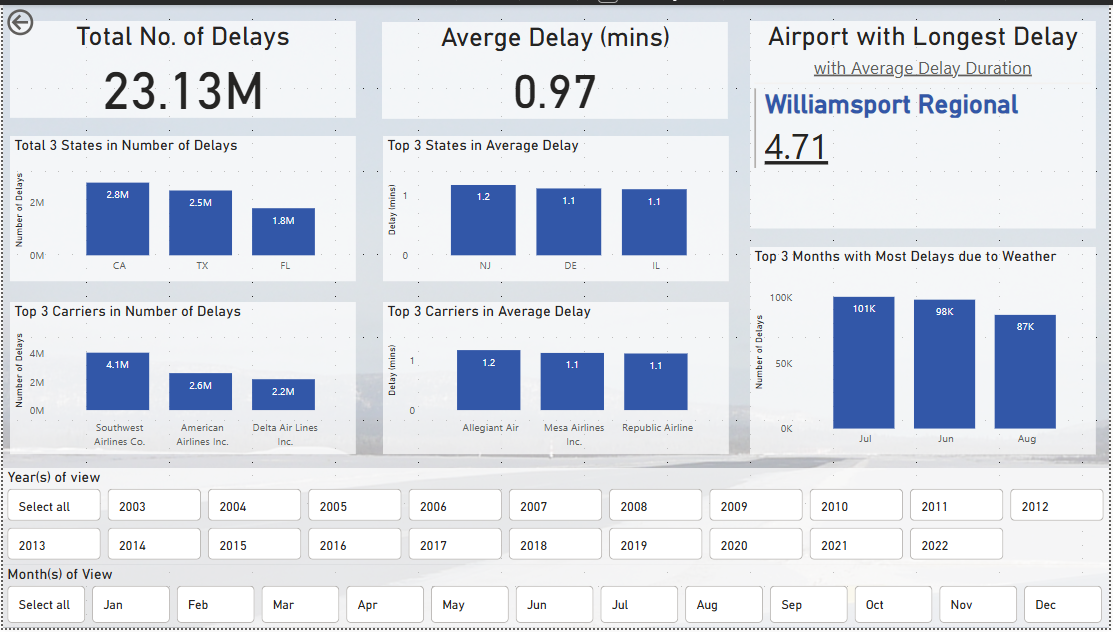 Total No. of Delays
23.13M
Averge Delay (mins)
0.97
Airport with Longest Delay
with Average Delay Duration
Williamsport Regional
4.71
Total 3 States in Number of Delays
Number of Delays
2M
0M
2.8M
2.5M
1.8M
CA
TX
FL
Top 3 States in Average Delay
Delay (mins)
1
0
1.2
1.1
1.1
NJ
DE
IL
Top 3 Months with Most Delays due to Weather
Number of Delays
100K
50K
0K
101K
98K
87K
Jul
Jun
Aug
Top 3 Carriers in Number of Delays
Number of Delays
4M
2M
0M
4.1M
2.6M
2.2M
Southwest
Airlines Co.
American
Airlines Inc.
Delta Air Lines
Inc.
Top 3 Carriers in Average Delay
Delay (mins)
1
0
1.2
1.1
1.1
Allegiant Air
Mesa Airlines
Inc.
Republic Airline
Year(s) of view
Select all
2003
2004
2005
2006
2007
2008
2009
2010
2011
2012
2013
2014
2015
2016
2017
2018
2019
2020
2021
2022
Month(s) of View
Select all
Jan
Feb
Mar
Apr
May
Jun
Jul
Aug
Sep
Oct
Nov
Dec